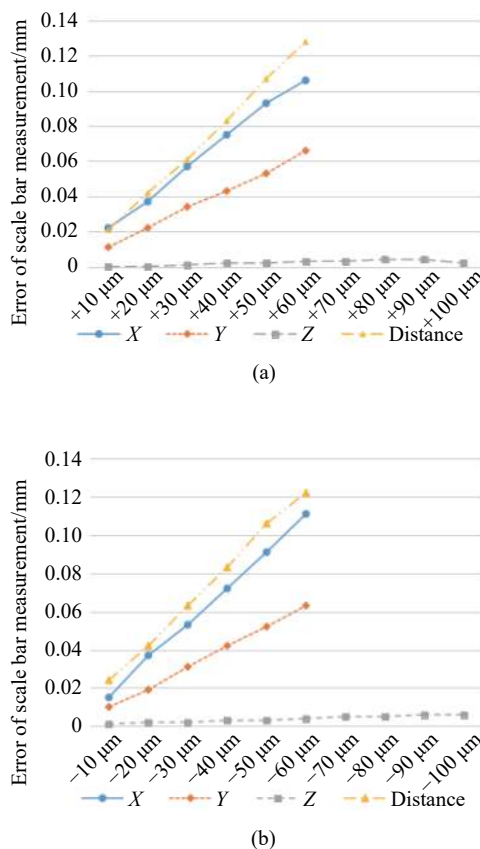 0.14
0.12
0.10
0.08
0.06
0.04
0.02
0
Error of scale bar measurement/mm
+10 μm +20 μm +30 μm +40 μm +50 μm +60 μm +70 μm +80 μm +90 μm +100 μm
X Y Z Distance
(a)
0.14
0.12
0.10
0.08
0.06
0.04
0.02
0
Error of scale bar measurement/mm
−10 μm −20 μm −30 μm −40 μm −50 μm −60 μm −70 μm −80 μm −90 μm −100 μm
X Y Z Distance
(b)